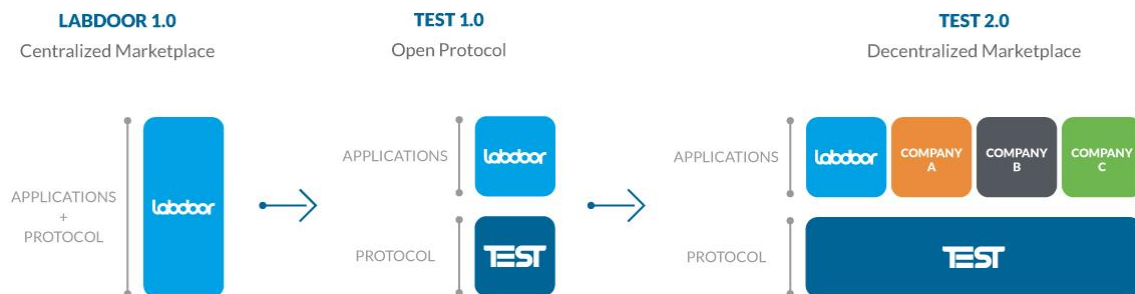 LABDOOR 1.0
Centralized Marketplace
APPLICATIONS
+
PROTOCOL
labdoor
TEST 1.0
Open Protocol
APPLICATIONS
labdoor
PROTOCOL
TEST
TEST 2.0
Decentralized Marketplace
APPLICATIONS
labdoor
COMPANY
A
COMPANY
B
COMPANY
C
PROTOCOL
TEST